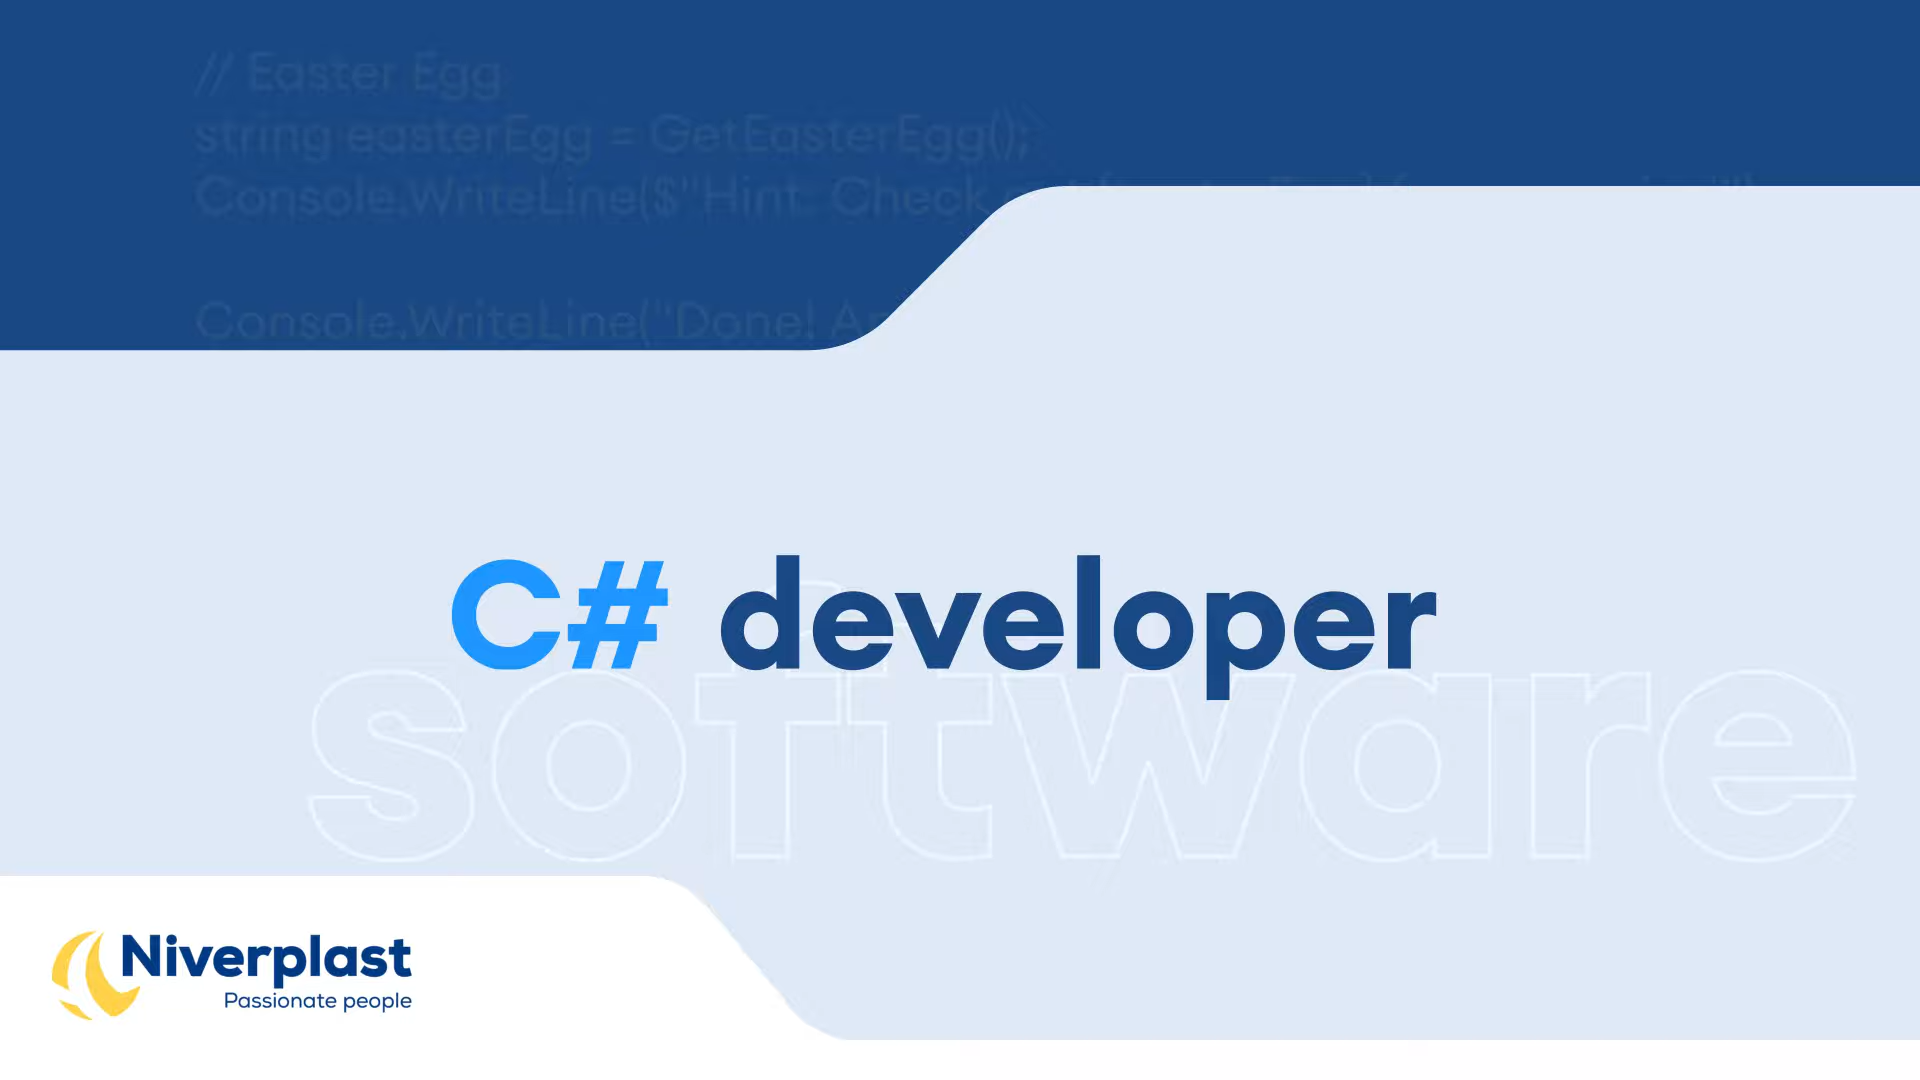 // Easter Egg
string easterEgg = GetEasterEgg();
Console.WriteLine($"Hint: Check
Console.WriteLine("Done!
C# developer
software
Niverplast
Passionate people